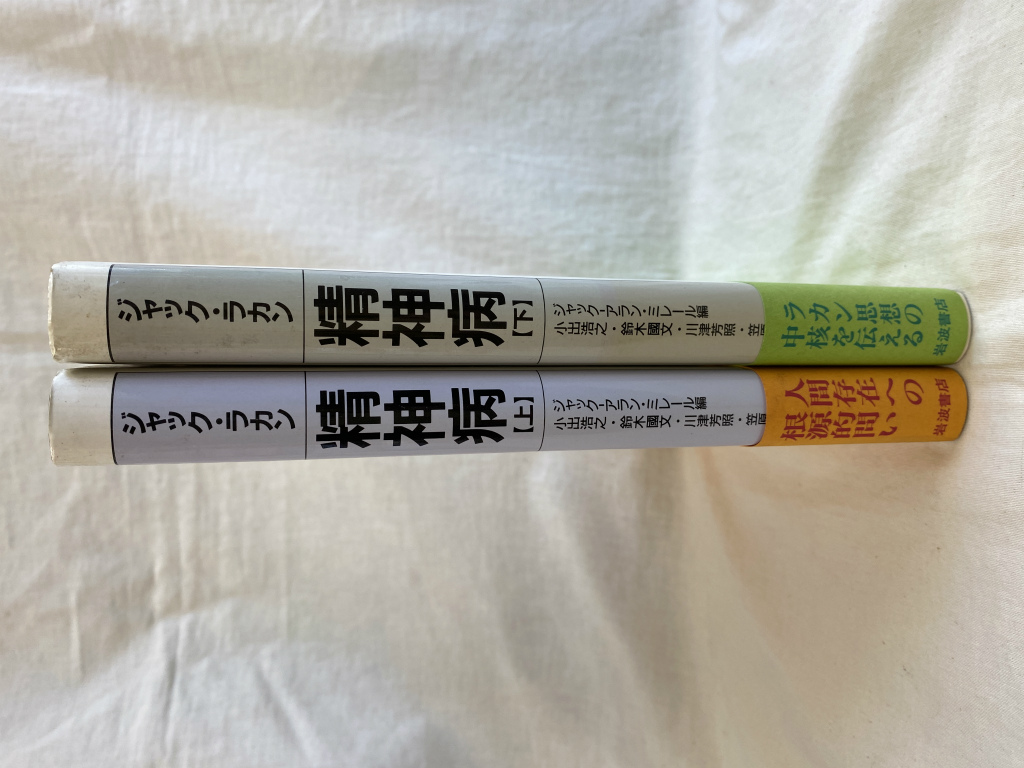 ジャック・ラカン
精神病
［下］
ジャック-アラン・ミレール編
小出浩之・鈴木國文・川津芳照・笠原
ラカン思想の
中核を伝える
岩波書店
ジャック・ラカン
精神病
［上］
ジャック-アラン・ミレール編
小出浩之・鈴木國文・川津芳照・笠原
人間存在への
根源的問い
岩波書店